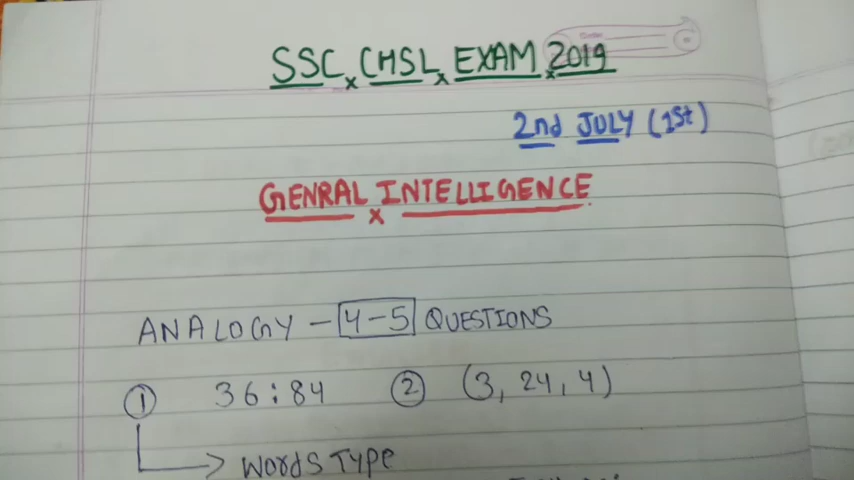 SSC CHSL EXAM 2019
2nd JULY (1st)
GENRAL INTELLIGENCE
ANALOGY - 4-5 QUESTIONS
① 36:84 ② (3, 24, 4)
WORDS TYPE